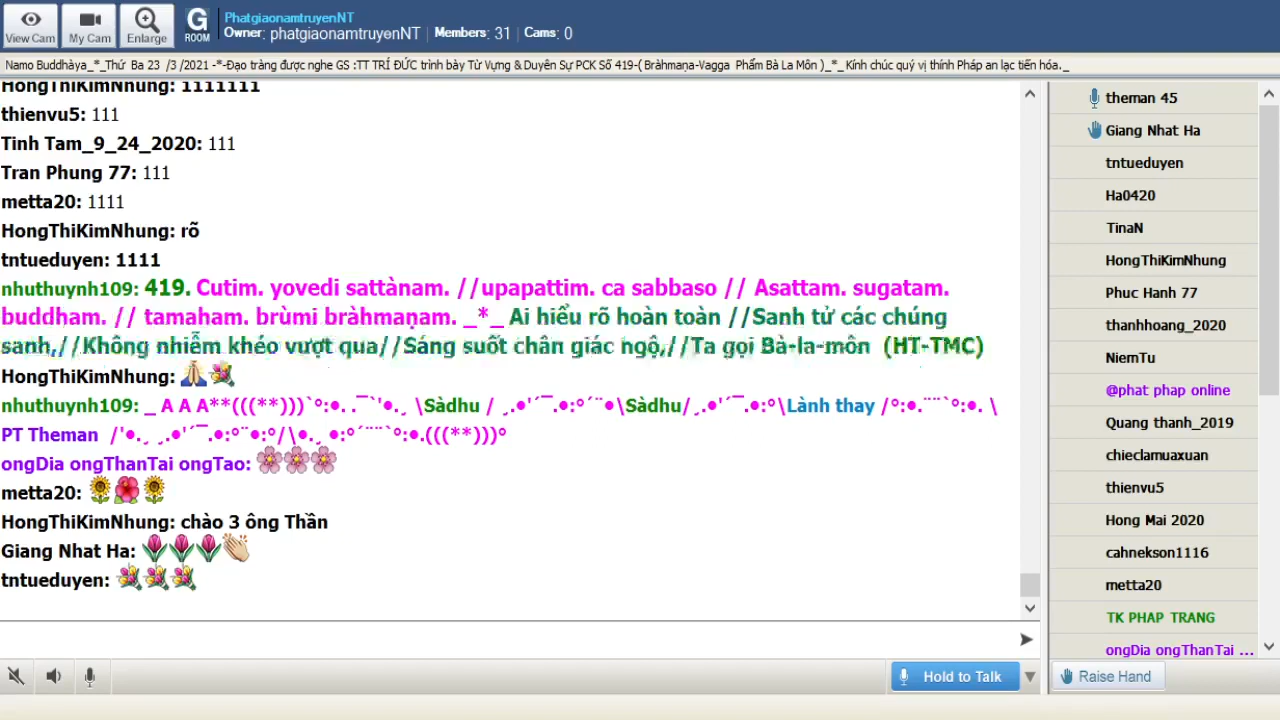 View Cam
My Cam
Enlarge
G
ROOM
PhatgiaonamtruyenNT
Owner: phatgiaonamtruyenNT | Members: 31 | Cams: 0
Namo Buddhàya_*_Thứ Ba 23 /3 /2021 -*-Đạo tràng được nghe GS :TT TRÍ ĐỨC trình bày Từ Vựng & Duyên Sự PCK Số 419-( Bràhmaṇa-Vagga Phẩm Bà La Môn )_*_ Kính chúc quý vị thính Pháp an lạc tiến hóa._
HongThiKimNhung: 1111111
thienvu5: 111
Tinh Tam_9_24_2020: 111
Tran Phung 77: 111
metta20: 1111
HongThiKimNhung: rõ
tntueduyen: 1111
nhuthuynh109: 419. Cutim. yovedi sattànam. //upapattim. ca sabbaso // Asattam. sugatam.
buddham. // tamaham. brùmi bràhmaṇam. _*_ Ai hiểu rõ hoàn toàn //Sanh tử các chúng
sanh,//Không nhiễm khéo vượt qua//Sáng suốt chân giác ngộ,//Ta gọi Bà-la-môn (HT-TMC)
HongThiKimNhung: 🙏💐
nhuthuynh109: _ A A A**(((**)))`°:•. .¯`'•.¸ \Sàdhu / ¸.•'´¯.•:°´¨•\Sàdhu/¸.•'´¯.•:°\Lành thay /°:•.¨¨`°:•. \
PT Theman /'•.¸ ¸.•'´¯.•:°¨•:°/\•.¸ •:°´¨¨`°:•.(((**)))°
ongDia ongThanTai ongTao: 🌸🌸🌸
metta20: 🌻🌺🌻
HongThiKimNhung: chào 3 ông Thần
Giang Nhat Ha: 🌷🌷🌷👏
tntueduyen: 💐💐💐
Hold to Talk
theman 45
Giang Nhat Ha
tntueduyen
Ha0420
TinaN
HongThiKimNhung
Phuc Hanh 77
thanhhoang_2020
NiemTu
@phat phap online
Quang thanh_2019
chieclamuaxuan
thienvu5
Hong Mai 2020
cahnekson1116
metta20
TK PHAP TRANG
ongDia ongThanTai ...
Raise Hand